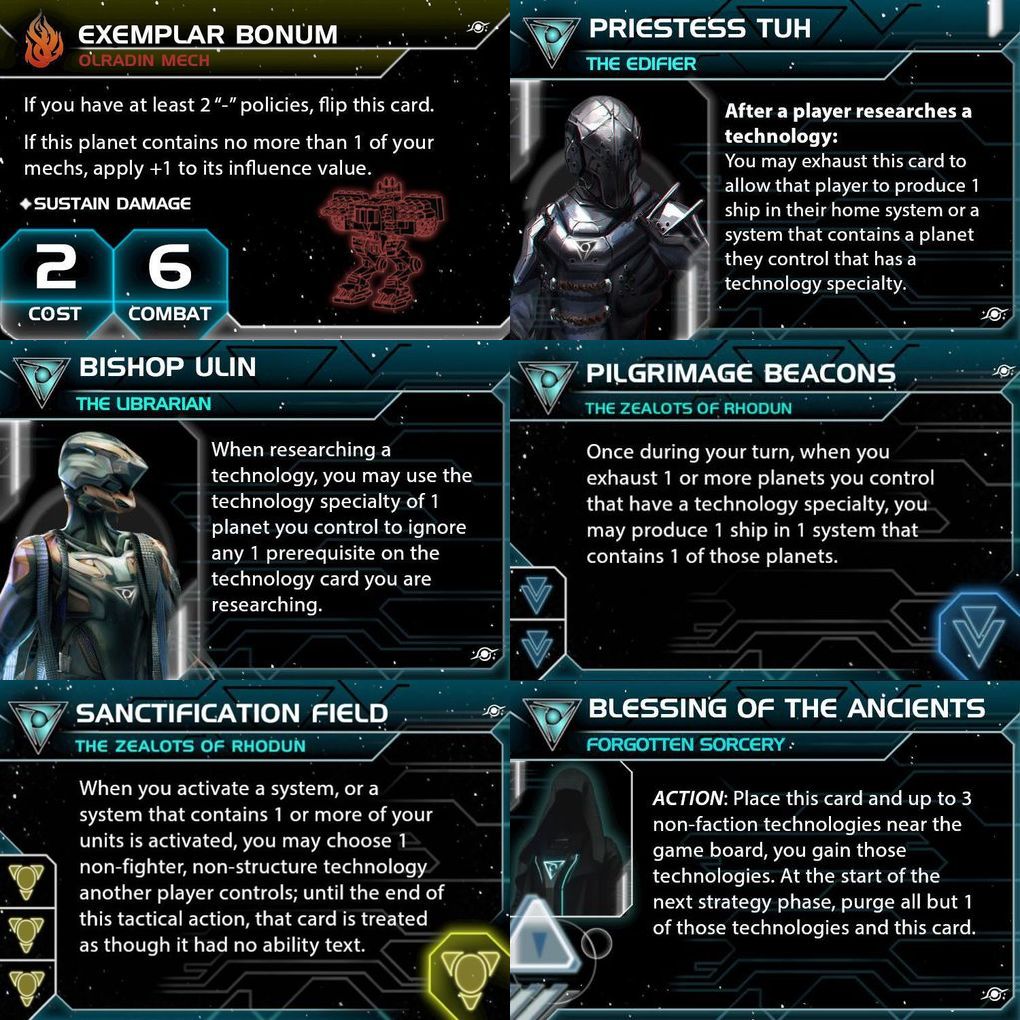 EXEMPLAR BONUM
OLRADIN MECH
If you have at least 2 “-” policies, flip this card.
If this planet contains no more than 1 of your
mechs, apply +1 to its influence value.
◆SUSTAIN DAMAGE
2
COST
6
COMBAT
PRIESTESS TUH
THE EDIFIER
After a player researches a
technology:
You may exhaust this card to
allow that player to produce 1
ship in their home system or a
system that contains a planet
they control that has a
technology specialty.
BISHOP ULIN
THE LIBRARIAN
When researching a
technology, you may use the
technology specialty of 1
planet you control to ignore
any 1 prerequisite on the
technology card you are
researching.
PILGRIMAGE BEACONS
THE ZEALOTS OF RHODUN
Once during your turn, when you
exhaust 1 or more planets you control
that have a technology specialty, you
may produce 1 ship in 1 system that
contains 1 of those planets.
SANCTIFICATION FIELD
THE ZEALOTS OF RHODUN
When you activate a system, or a
system that contains 1 or more of your
units is activated, you may choose 1
non-fighter, non-structure technology
another player controls; until the end of
this tactical action, that card is treated
as though it had no ability text.
BLESSING OF THE ANCIENTS
FORGOTTEN SORCERY
ACTION: Place this card and up to 3
non-faction technologies near the
game board, you gain those
technologies. At the start of the
next strategy phase, purge all but 1
of those technologies and this card.